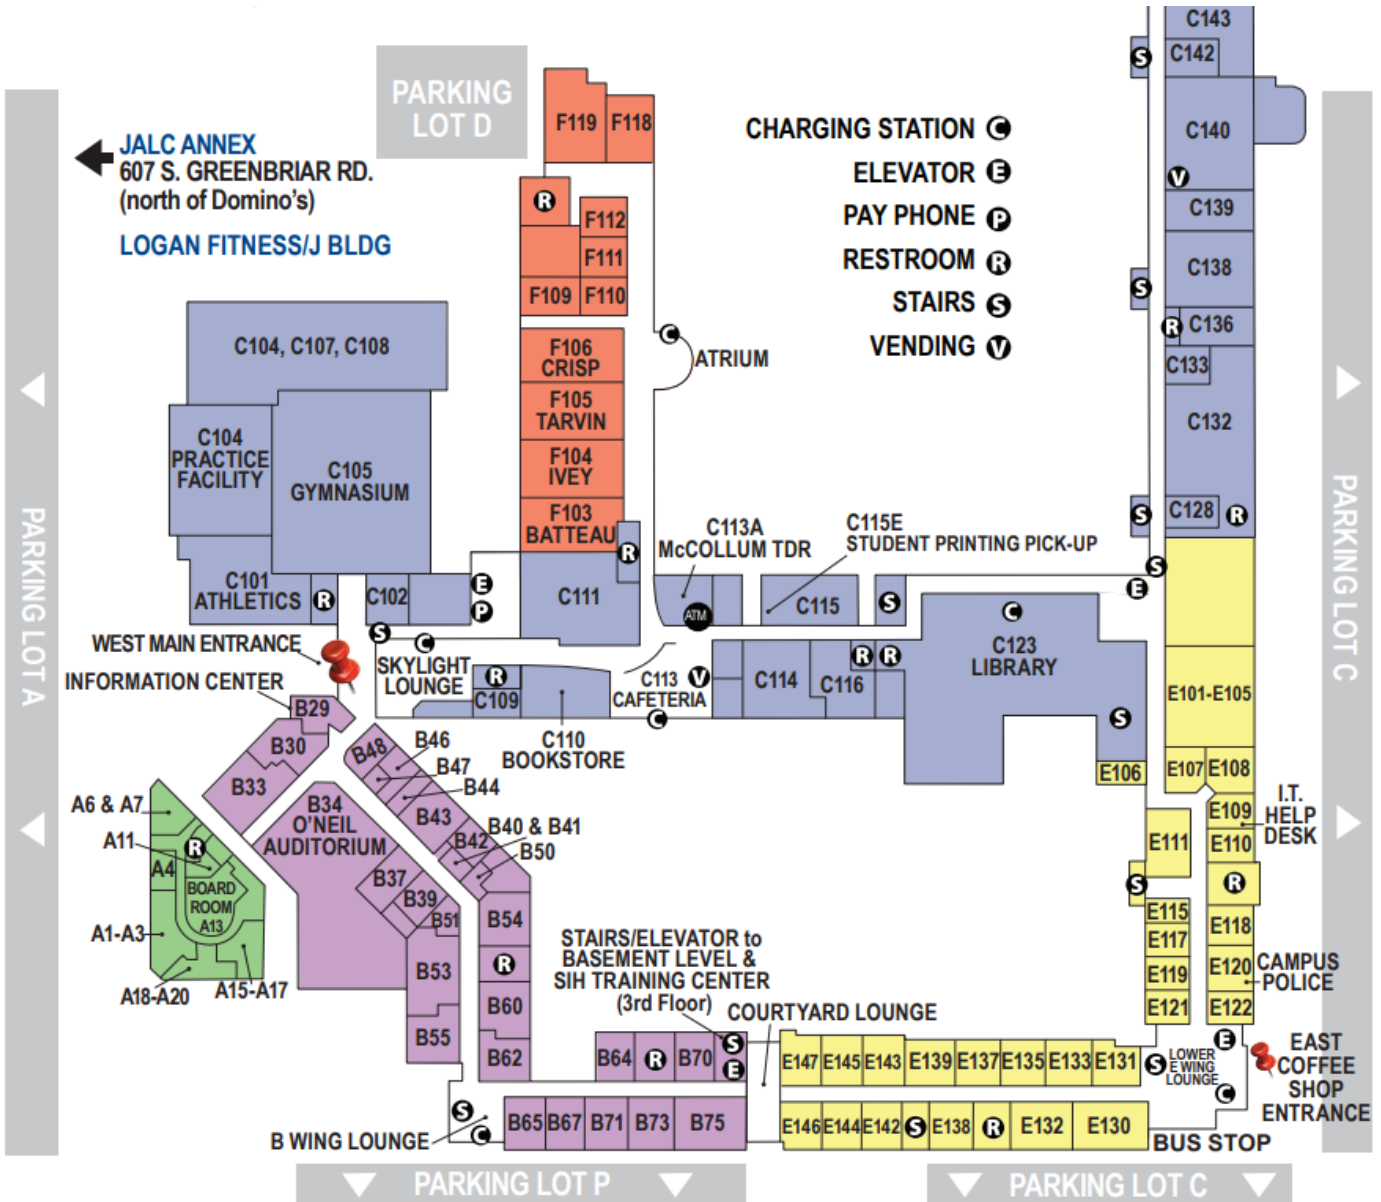 PARKING
LOT D
JALC ANNEX
607 S. GREENBRIAR RD.
(north of Domino's)
LOGAN FITNESS/J BLDG
CHARGING STATION C
ELEVATOR E
PAY PHONE P
RESTROOM R
STAIRS S
VENDING V
F119
F118
R
F112
F111
F109
F110
F106
CRISP
F105
TARVIN
F104
IVEY
F103
BATTEAU
R
C
ATRIUM
C143
S
C142
C140
V
C139
C138
S
R
C136
C133
C132
S
C128
R
S
E
C104, C107, C108
C104
PRACTICE
FACILITY
C105
GYMNASIUM
C101
ATHLETICS
R
C102
E
P
C111
C113A
McCOLLUM TDR
ATM
C115E
STUDENT PRINTING PICK-UP
C115
S
C
C123
LIBRARY
S
WEST MAIN ENTRANCE
INFORMATION CENTER
S
C
SKYLIGHT
LOUNGE
R
C109
C110
BOOKSTORE
C113
CAFETERIA
V
C
C114
C116
R
R
PARKING LOT A
PARKING LOT C
B29
B30
B33
B34
O'NEIL
AUDITORIUM
B37
B39
B51
B53
B55
B48
B46
B47
B44
B43
B42
B40 & B41
B50
B54
R
B60
B62
A6 & A7
A11
R
A4
BOARD
ROOM
A13
A1-A3
A18-A20
A15-A17
STAIRS/ELEVATOR to
BASEMENT LEVEL &
SIH TRAINING CENTER
(3rd Floor)
COURTYARD LOUNGE
B64
R
B70
S
E
S
C
B WING LOUNGE
B65
B67
B71
B73
B75
E101-E105
E106
E107
E108
E109
I.T.
HELP
DESK
E110
E111
S
R
E115
E117
E119
E121
E118
E120
E122
CAMPUS
POLICE
E147
E145
E143
E139
E137
E135
E133
E131
S
LOWER
E WING
LOUNGE
E
C
EAST
COFFEE
SHOP
ENTRANCE
E146
E144
E142
S
E138
R
E132
E130
BUS STOP
PARKING LOT P
PARKING LOT C